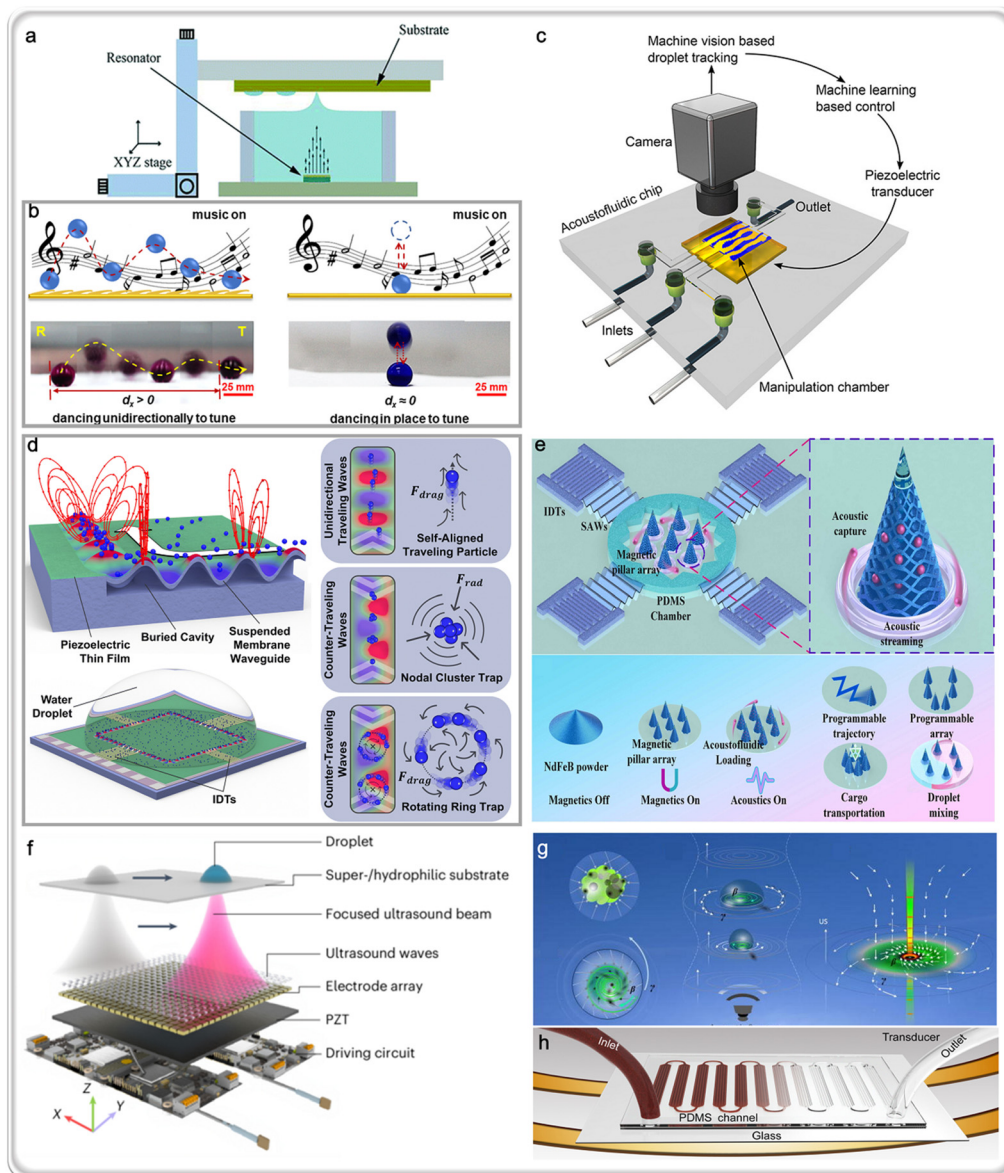 a
Substrate
Resonator
XYZ stage
b
music on
music on
R
T
25 mm
25 mm
dₓ > 0
dₓ ≈ 0
dancing unidirectionally to tune
dancing in place to tune
c
Machine vision based
droplet tracking
Machine learning
based control
Camera
Piezoelectric
transducer
Acoustofluidic chip
Outlet
Inlets
Manipulation chamber
d
Piezoelectric
Thin Film
Buried Cavity
Suspended
Membrane
Waveguide
Water
Droplet
IDTs
Unidirectional
Traveling Waves
F_drag
Self-Aligned
Traveling Particle
Counter-Traveling
Waves
F_rad
Nodal Cluster Trap
Counter-Traveling
Waves
F_drag
Rotating Ring Trap
e
IDTs
SAWs
Magnetic
pillar array
PDMS
Chamber
Acoustic
capture
Acoustic
streaming
NdFeB powder
Magnetics Off
Magnetic
pillar array
Magnetics On
Acoustofluidic
Loading
Acoustics On
Programmable
trajectory
Programmable
array
Cargo
transportation
Droplet
mixing
f
Droplet
Super-/hydrophilic substrate
Focused ultrasound beam
Ultrasound waves
Electrode array
PZT
Driving circuit
Z
X
Y
g
β
γ
β
γ
β
γ
us
h
Inlet
Transducer
Outlet
PDMS channel
Glass